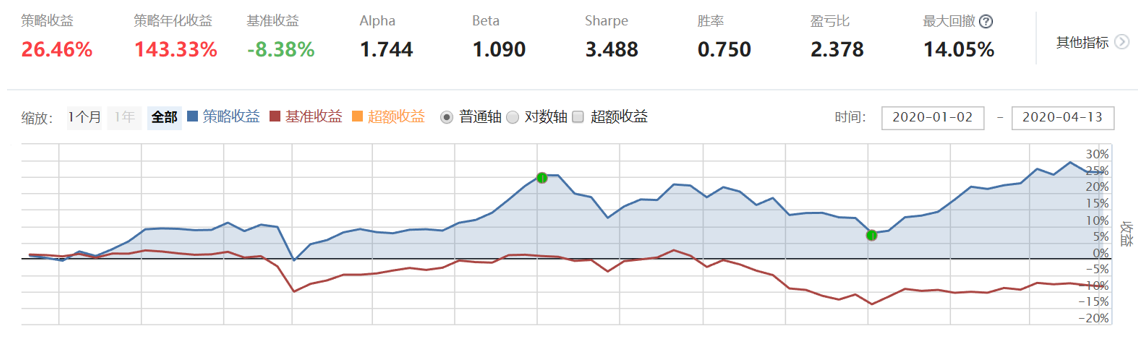 策略收益 策略年化收益 基准收益 Alpha Beta Sharpe 胜率 盈亏比 最大回撤 ?
26.46% 143.33% -8.38% 1.744 1.090 3.488 0.750 2.378 14.05% 其他指标
缩放: 1个月 1年 全部 策略收益 基准收益 超额收益 普通轴 对数轴 超额收益 时间: 2020-01-02 - 2020-04-13
30%
25%
20%
15%
10%
5%
0%
-5%
-10%
-15%
-20%
收益